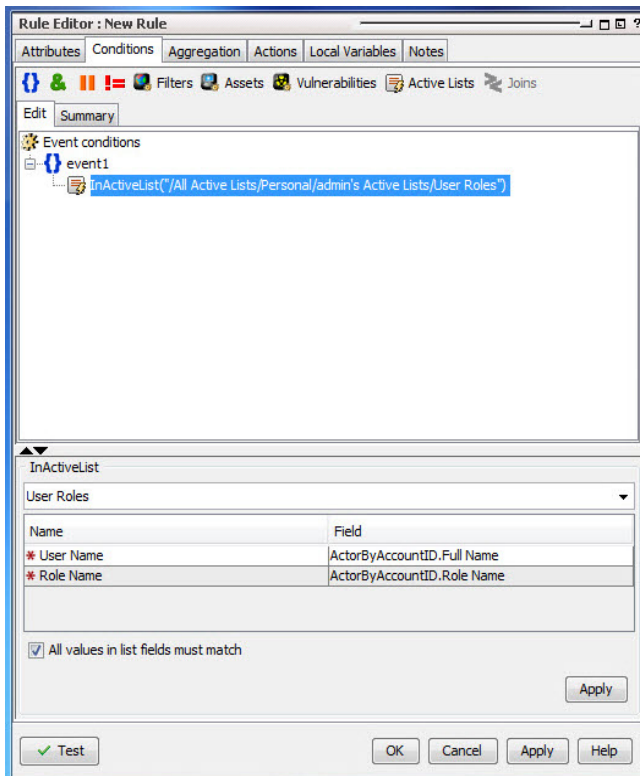 Rule Editor : New Rule
Attributes Conditions Aggregation Actions Local Variables Notes
{} & || != Filters Assets Vulnerabilities Active Lists Joins
Edit Summary
Event conditions
{} event1
InActiveList("/All Active Lists/Personal/admin's Active Lists/User Roles")
InActiveList
User Roles
Name Field
* User Name ActorByAccountID.Full Name
* Role Name ActorByAccountID.Role Name
All values in list fields must match
Apply
Test OK Cancel Apply Help